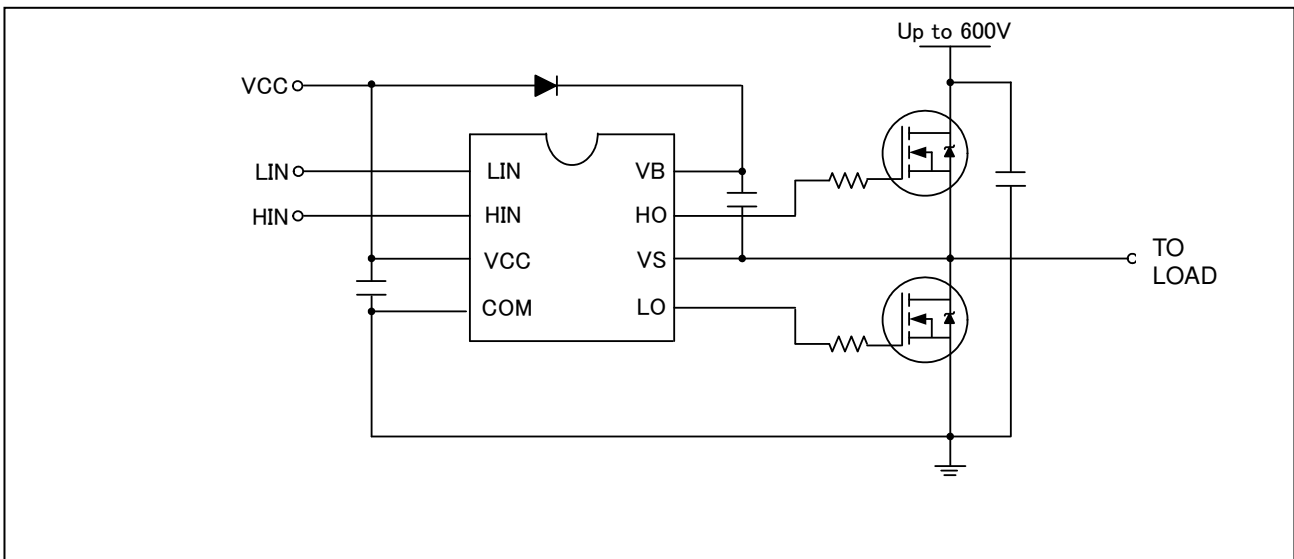 Up to 600V
VCC
LIN
HIN
LIN
HIN
VCC
COM
VB
HO
VS
LO
TO
LOAD